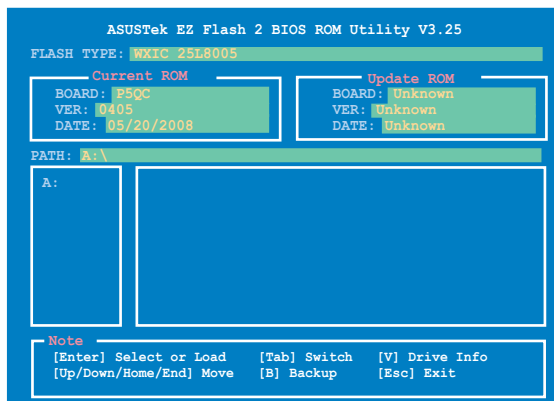 ASUSTek EZ Flash 2 BIOS ROM Utility V3.25
FLASH TYPE: WXIC 25L8005
Current ROM
BOARD: P5QC
VER: 0405
DATE: 05/20/2008
Update ROM
BOARD: Unknown
VER: Unknown
DATE: Unknown
PATH: A:\
A:
Note
[Enter] Select or Load [Tab] Switch [V] Drive Info
[Up/Down/Home/End] Move [B] Backup [Esc] Exit